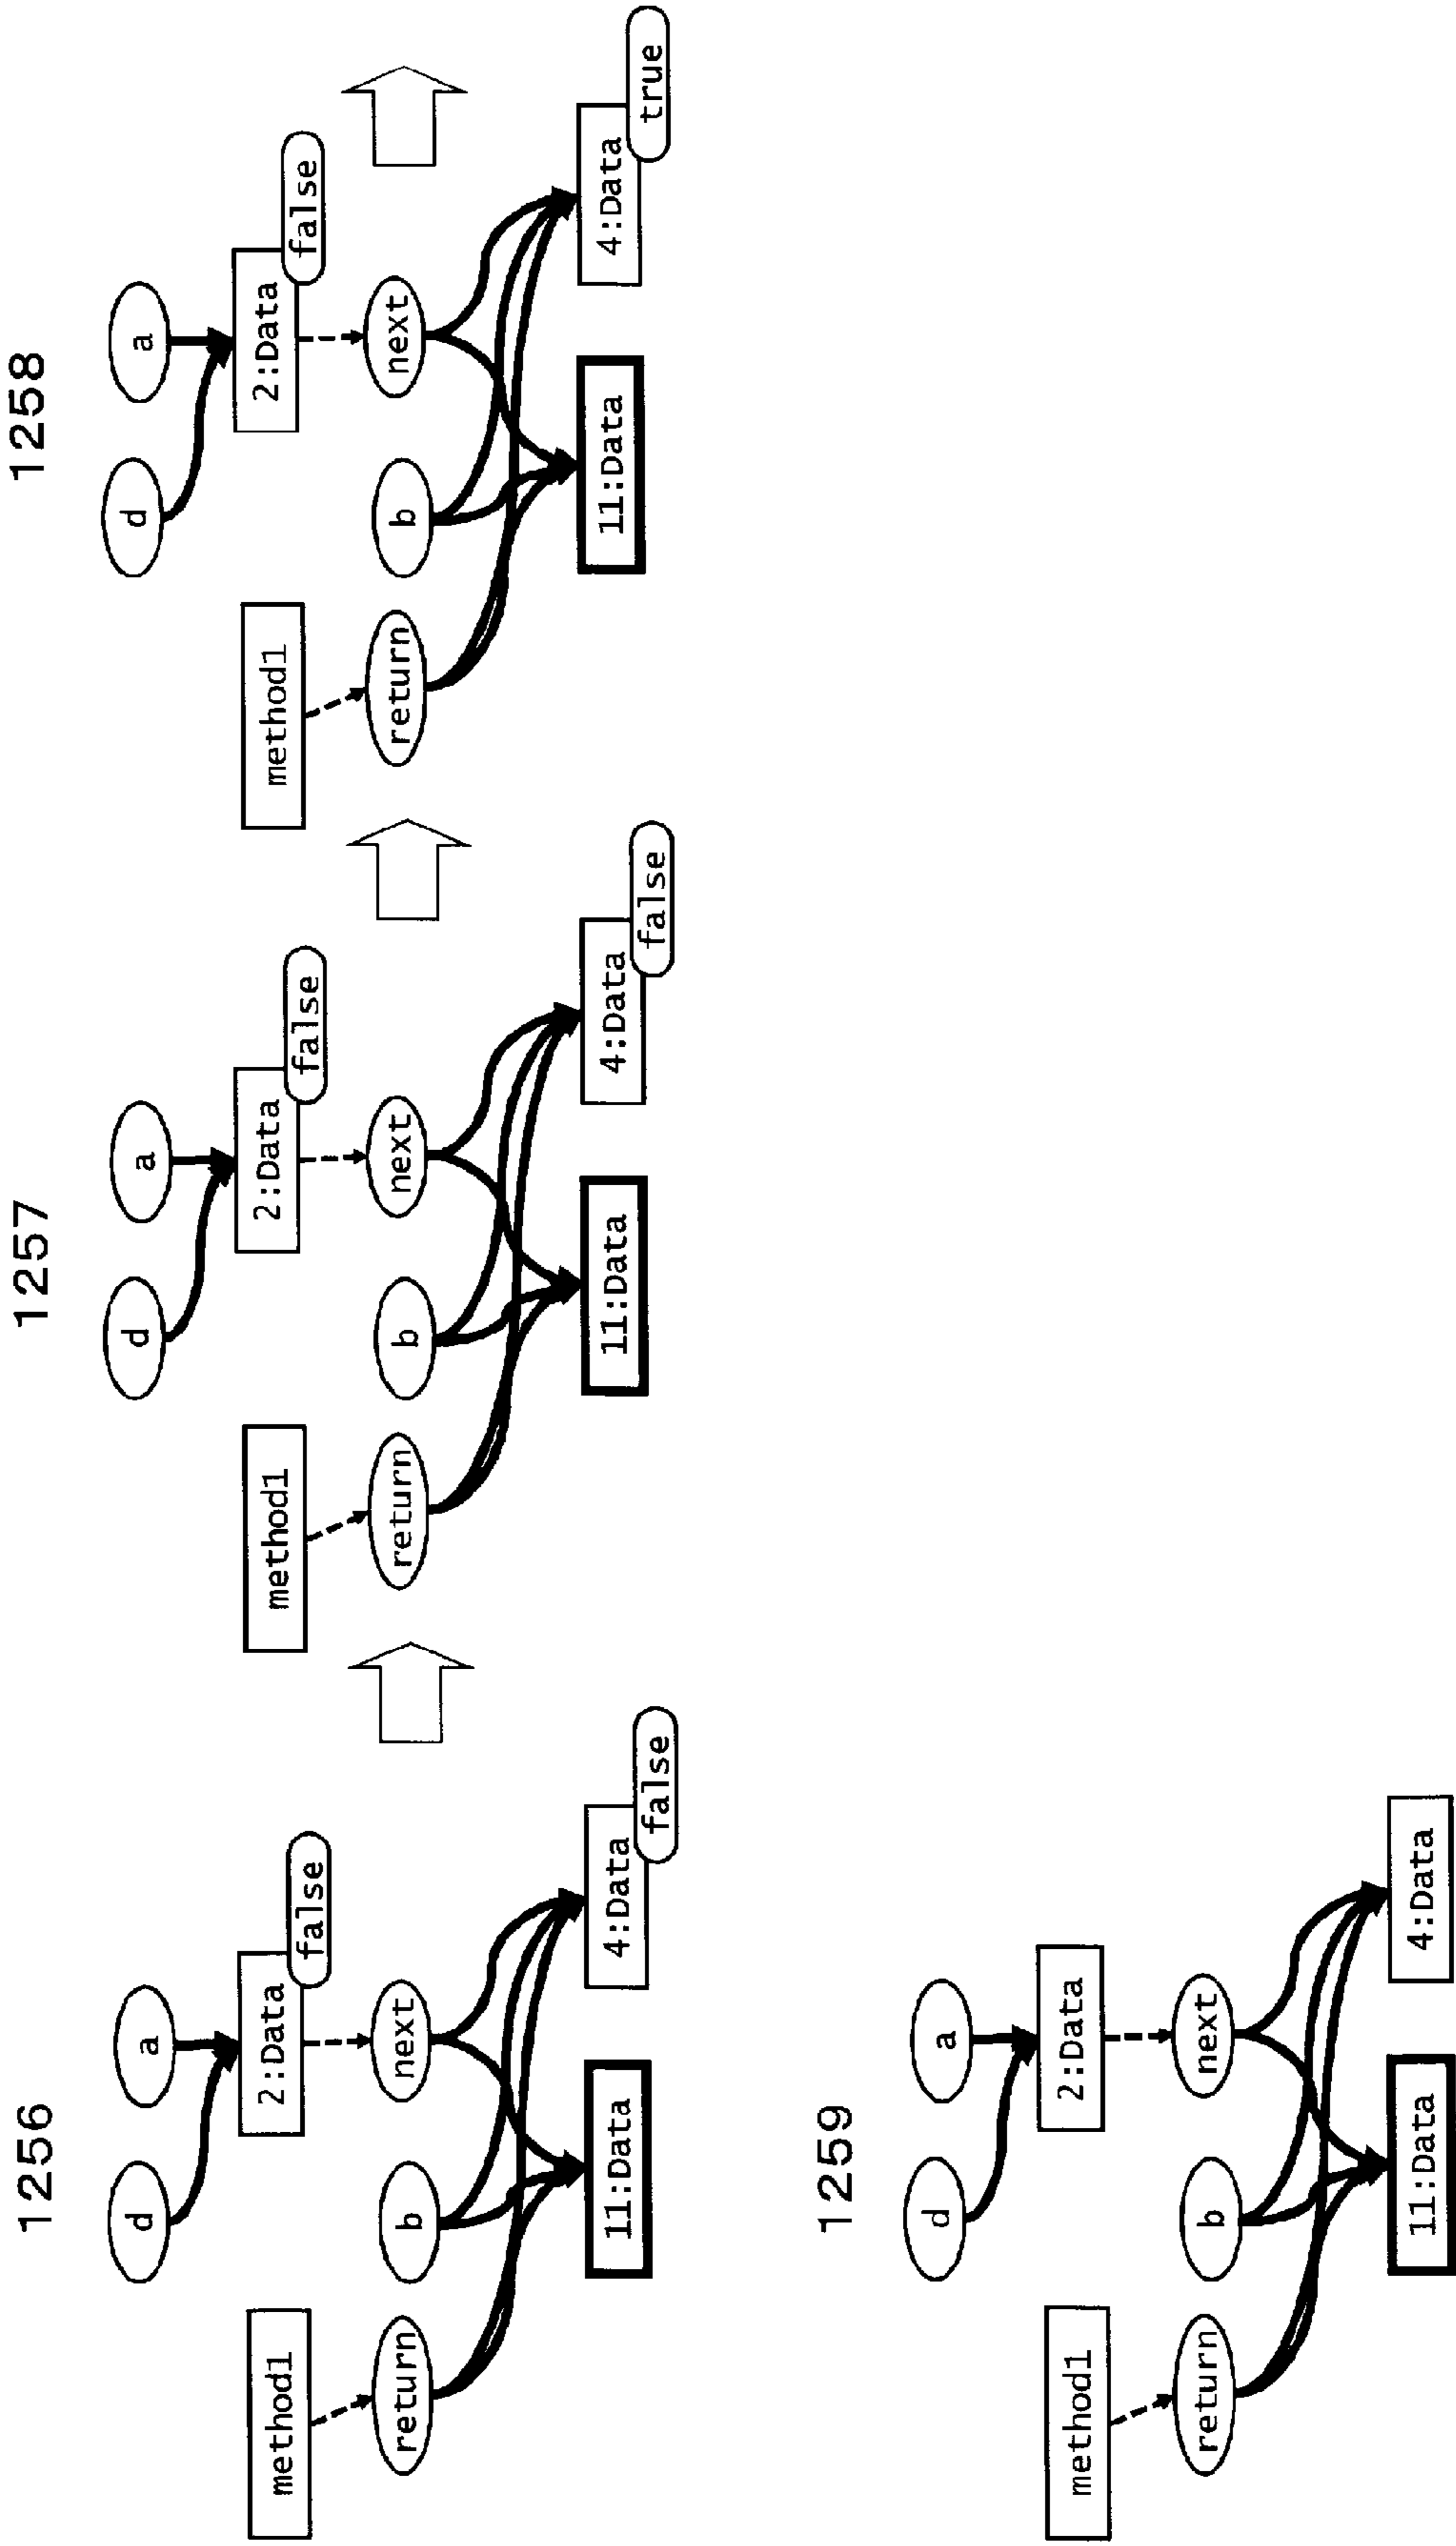 1256
d
a
method1
2:Data
false
return
b
next
11:Data
4:Data
false
1257
d
a
method1
2:Data
false
return
b
next
11:Data
4:Data
false
1258
d
a
method1
2:Data
false
return
b
next
11:Data
4:Data
true
1259
d
a
method1
2:Data
return
b
next
11:Data
4:Data